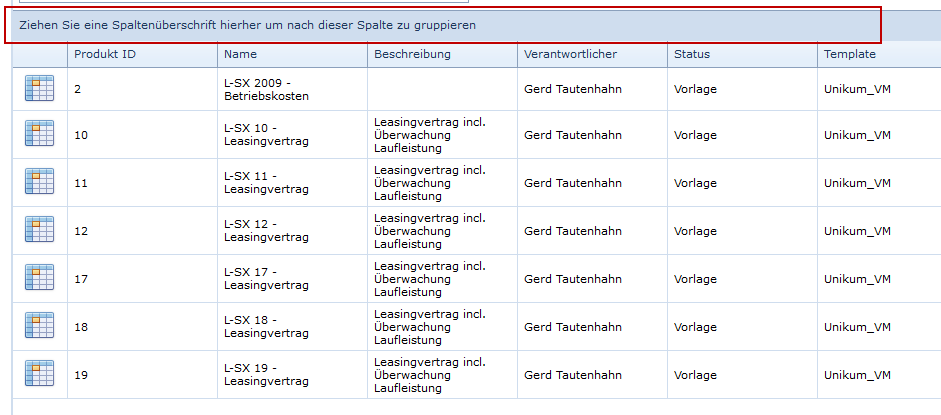 Ziehen Sie eine Spaltenüberschrift hierher um nach dieser Spalte zu gruppieren
Produkt ID Name Beschreibung Verantwortlicher Status Template
2 L-SX 2009 - Betriebskosten Gerd Tautenhahn Vorlage Unikum_VM
10 L-SX 10 - Leasingvertrag Leasingvertrag incl. Überwachung Laufleistung Gerd Tautenhahn Vorlage Unikum_VM
11 L-SX 11 - Leasingvertrag Leasingvertrag incl. Überwachung Laufleistung Gerd Tautenhahn Vorlage Unikum_VM
12 L-SX 12 - Leasingvertrag Leasingvertrag incl. Überwachung Laufleistung Gerd Tautenhahn Vorlage Unikum_VM
17 L-SX 17 - Leasingvertrag Leasingvertrag incl. Überwachung Laufleistung Gerd Tautenhahn Vorlage Unikum_VM
18 L-SX 18 - Leasingvertrag Leasingvertrag incl. Überwachung Laufleistung Gerd Tautenhahn Vorlage Unikum_VM
19 L-SX 19 - Leasingvertrag Leasingvertrag incl. Überwachung Laufleistung Gerd Tautenhahn Vorlage Unikum_VM